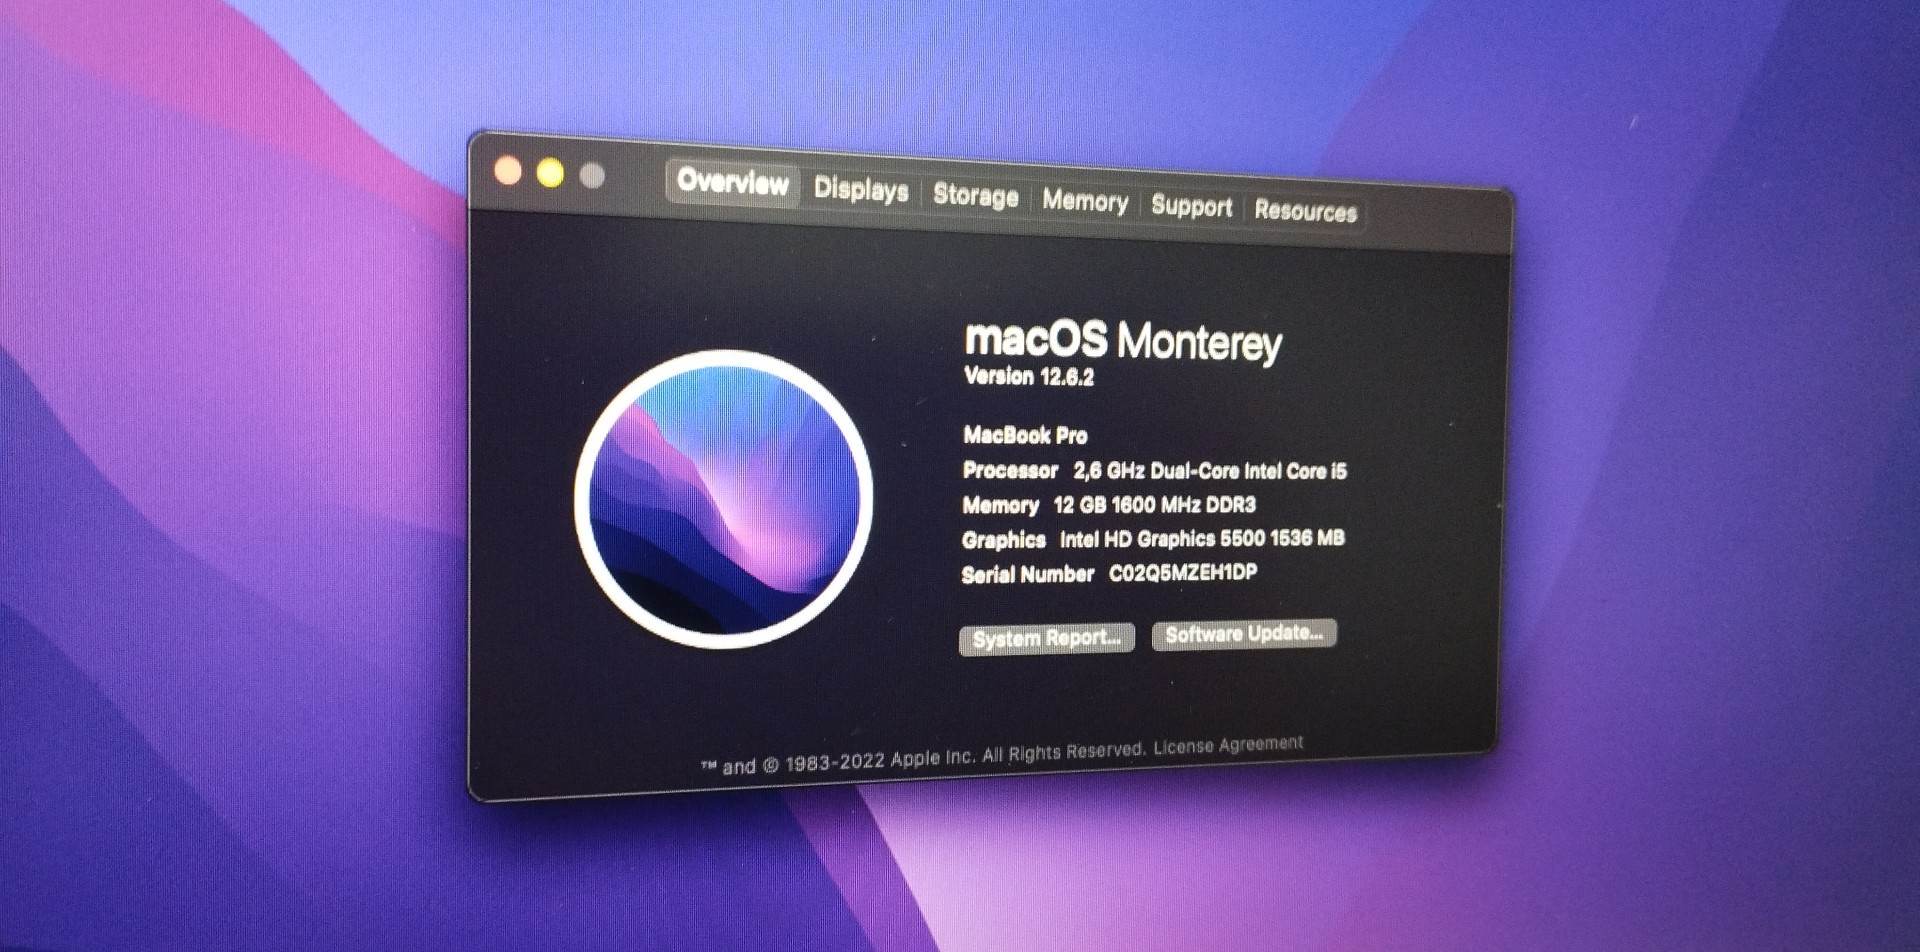 Overview Displays Storage Memory Support Resources
macOS Monterey
Version 12.6.2
MacBook Pro
Processor 2,6 GHz Dual-Core Intel Core i5
Memory 12 GB 1600 MHz DDR3
Graphics Intel HD Graphics 5500 1536 MB
Serial Number C02Q5MZEH1DP
System Report... Software Update...
™ and © 1983-2022 Apple Inc. All Rights Reserved. License Agreement